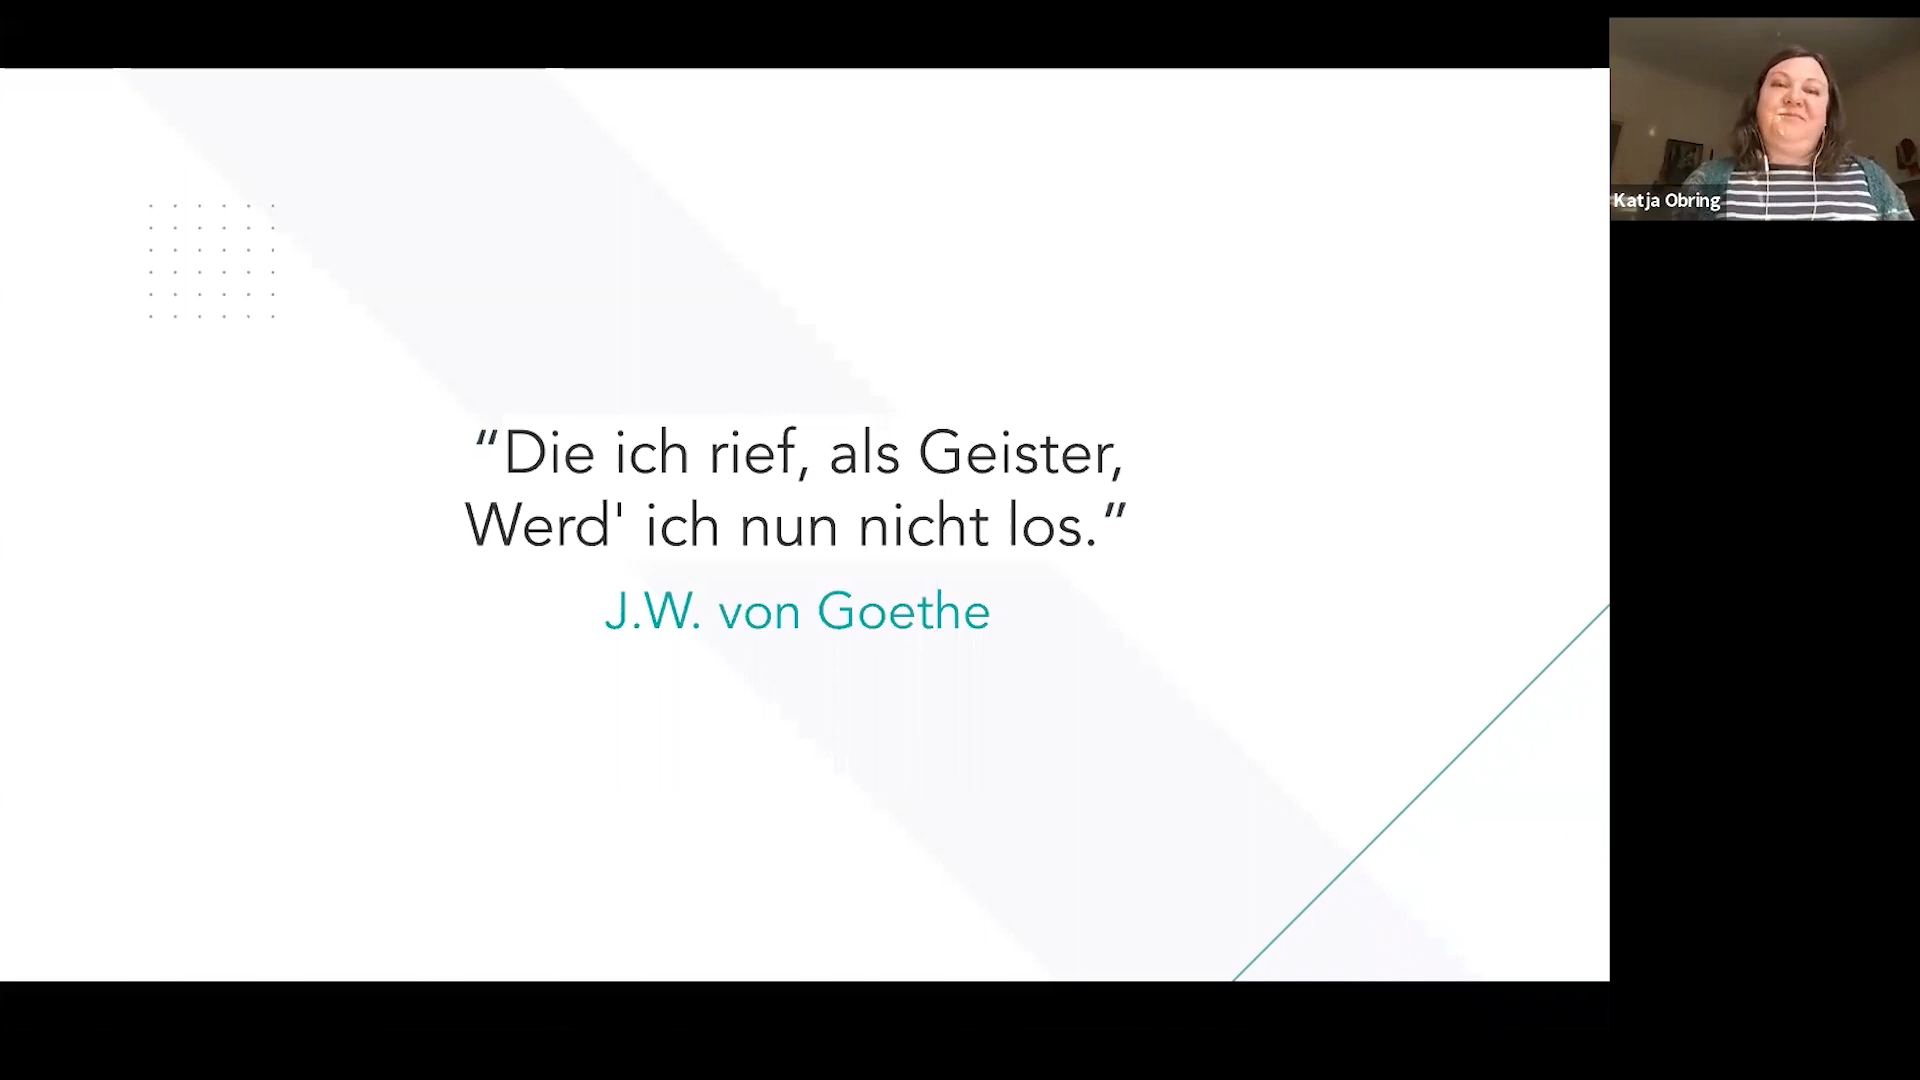 “Die ich rief, als Geister,
Werd' ich nun nicht los.”
J.W. von Goethe
Katja Obring